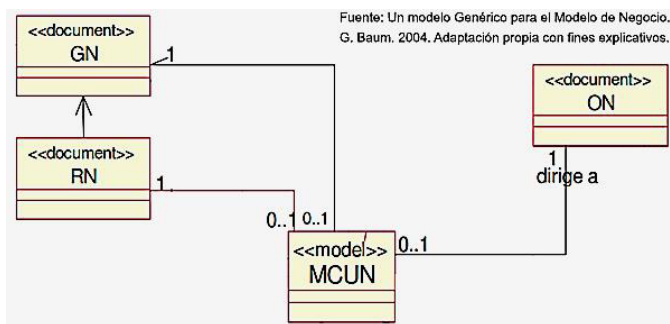 Fuente: Un modelo Genérico para el Modelo de Negocio.
G. Baum. 2004. Adaptación propia con fines explicativos.
<<document>>
GN
1
<<document>>
ON
1
dirige a
<<document>>
RN
1
0..1
0..1
<<model>>
MCUN
0..1